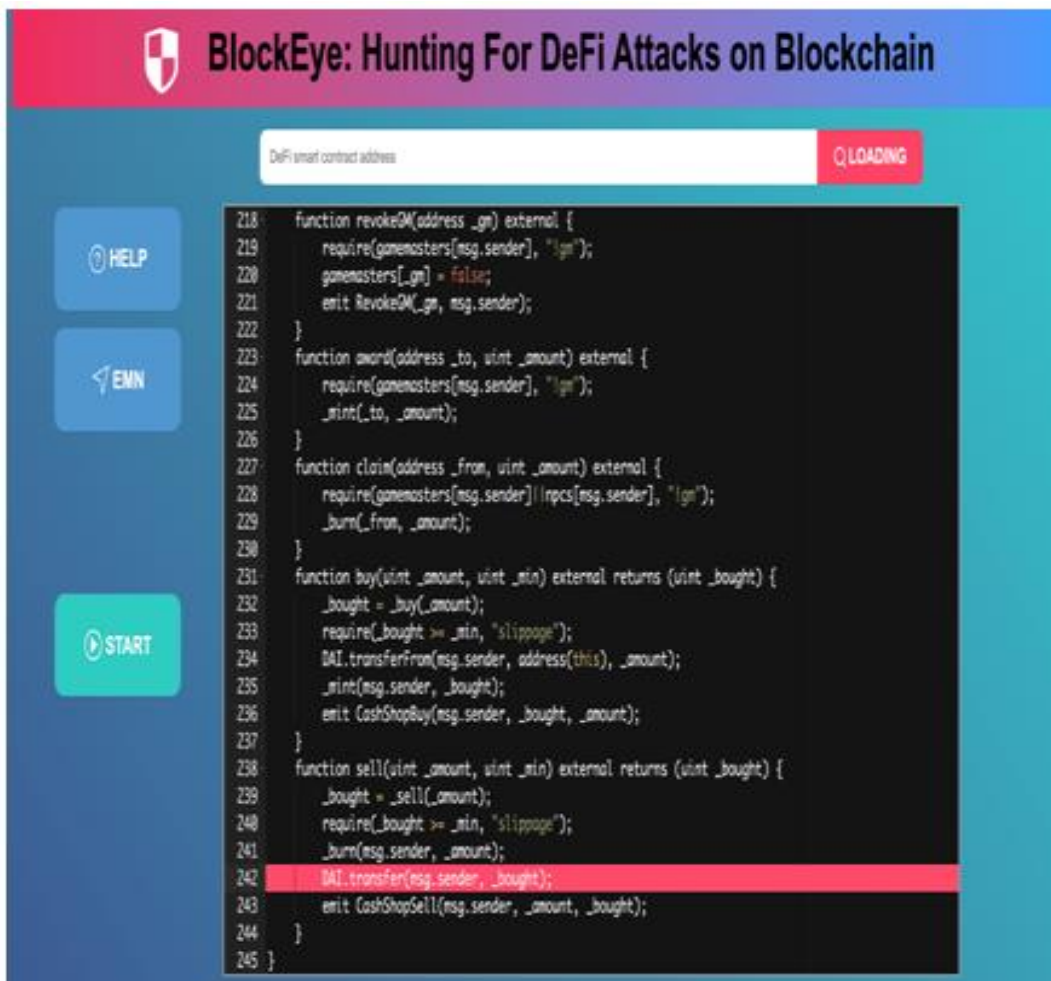 BlockEye: Hunting For DeFi Attacks on Blockchain
DeFi smart contract address
LOADING
HELP
EMN
START
218 function revokeGM(address _gm) external {
219 require(gamemasters[msg.sender], "!gm");
220 gamemasters[_gm] = false;
221 emit RevokeGM(_gm, msg.sender);
222 }
223 function award(address _to, uint _amount) external {
224 require(gamemasters[msg.sender], "!gm");
225 _mint(_to, _amount);
226 }
227 function claim(address _from, uint _amount) external {
228 require(gamemasters[msg.sender]||npcs[msg.sender], "!gm");
229 _burn(_from, _amount);
230 }
231 function buy(uint _amount, uint _min) external returns (uint _bought) {
232 _bought = _buy(_amount);
233 require(_bought >= _min, "slippage");
234 DAI.transferFrom(msg.sender, address(this), _amount);
235 _mint(msg.sender, _bought);
236 emit CashShopBuy(msg.sender, _bought, _amount);
237 }
238 function sell(uint _amount, uint _min) external returns (uint _bought) {
239 _bought = _sell(_amount);
240 require(_bought >= _min, "slippage");
241 _burn(msg.sender, _amount);
242 DAI.transfer(msg.sender, _bought);
243 emit CashShopSell(msg.sender, _amount, _bought);
244 }
245 }